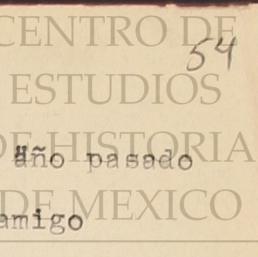 CENTRO DE
54
ESTUDIOS
DE HISTORIA
año pasado
DE MEXICO
amigo